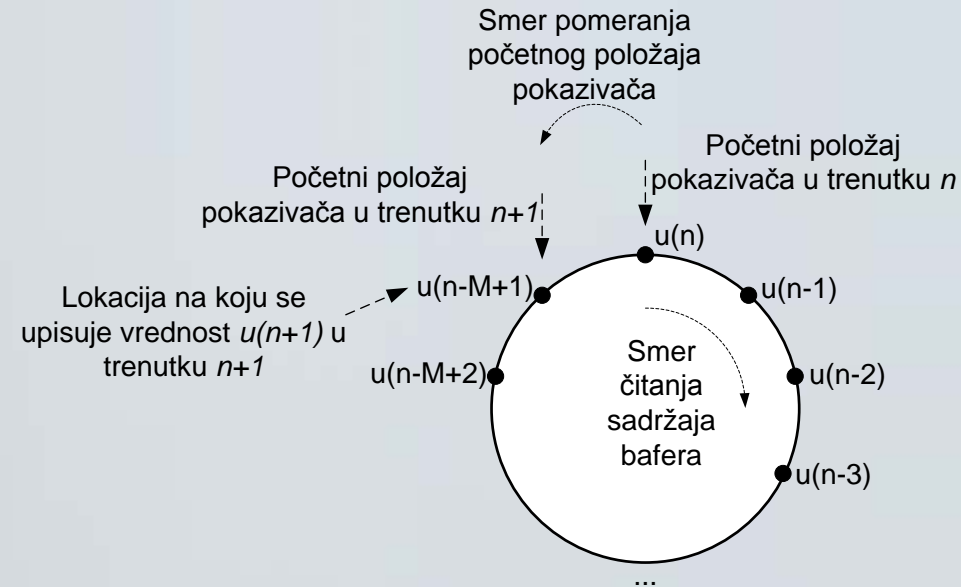 Smer pomeranja
početnog položaja
pokazivača
Početni položaj
pokazivača u trenutku n
Početni položaj
pokazivača u trenutku n+1
u(n)
Lokacija na koju se
upisuje vrednost u(n+1) u
trenutku n+1
u(n-M+1)
u(n-1)
u(n-M+2)
u(n-2)
Smer
čitanja
sadržaja
bafera
u(n-3)
...